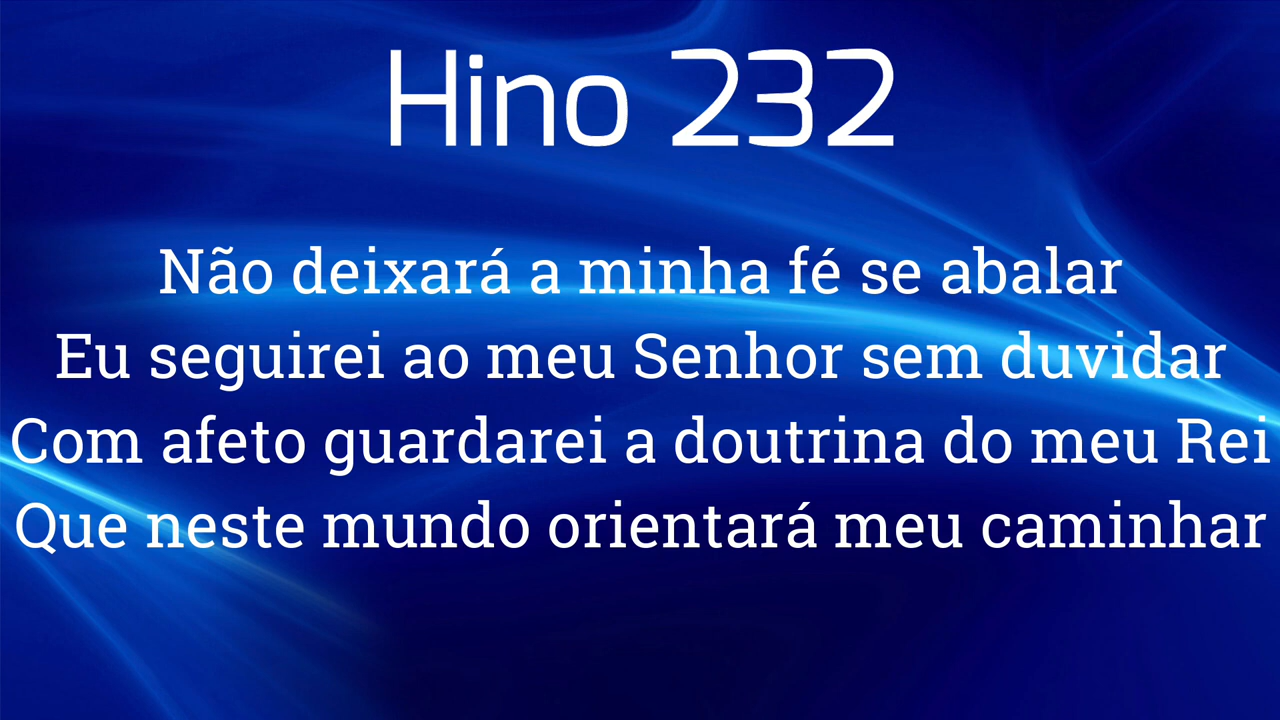 Hino 232
Não deixará a minha fé se abalar
Eu seguirei ao meu Senhor sem duvidar
Com afeto guardarei a doutrina do meu Rei
Que neste mundo orientará meu caminhar